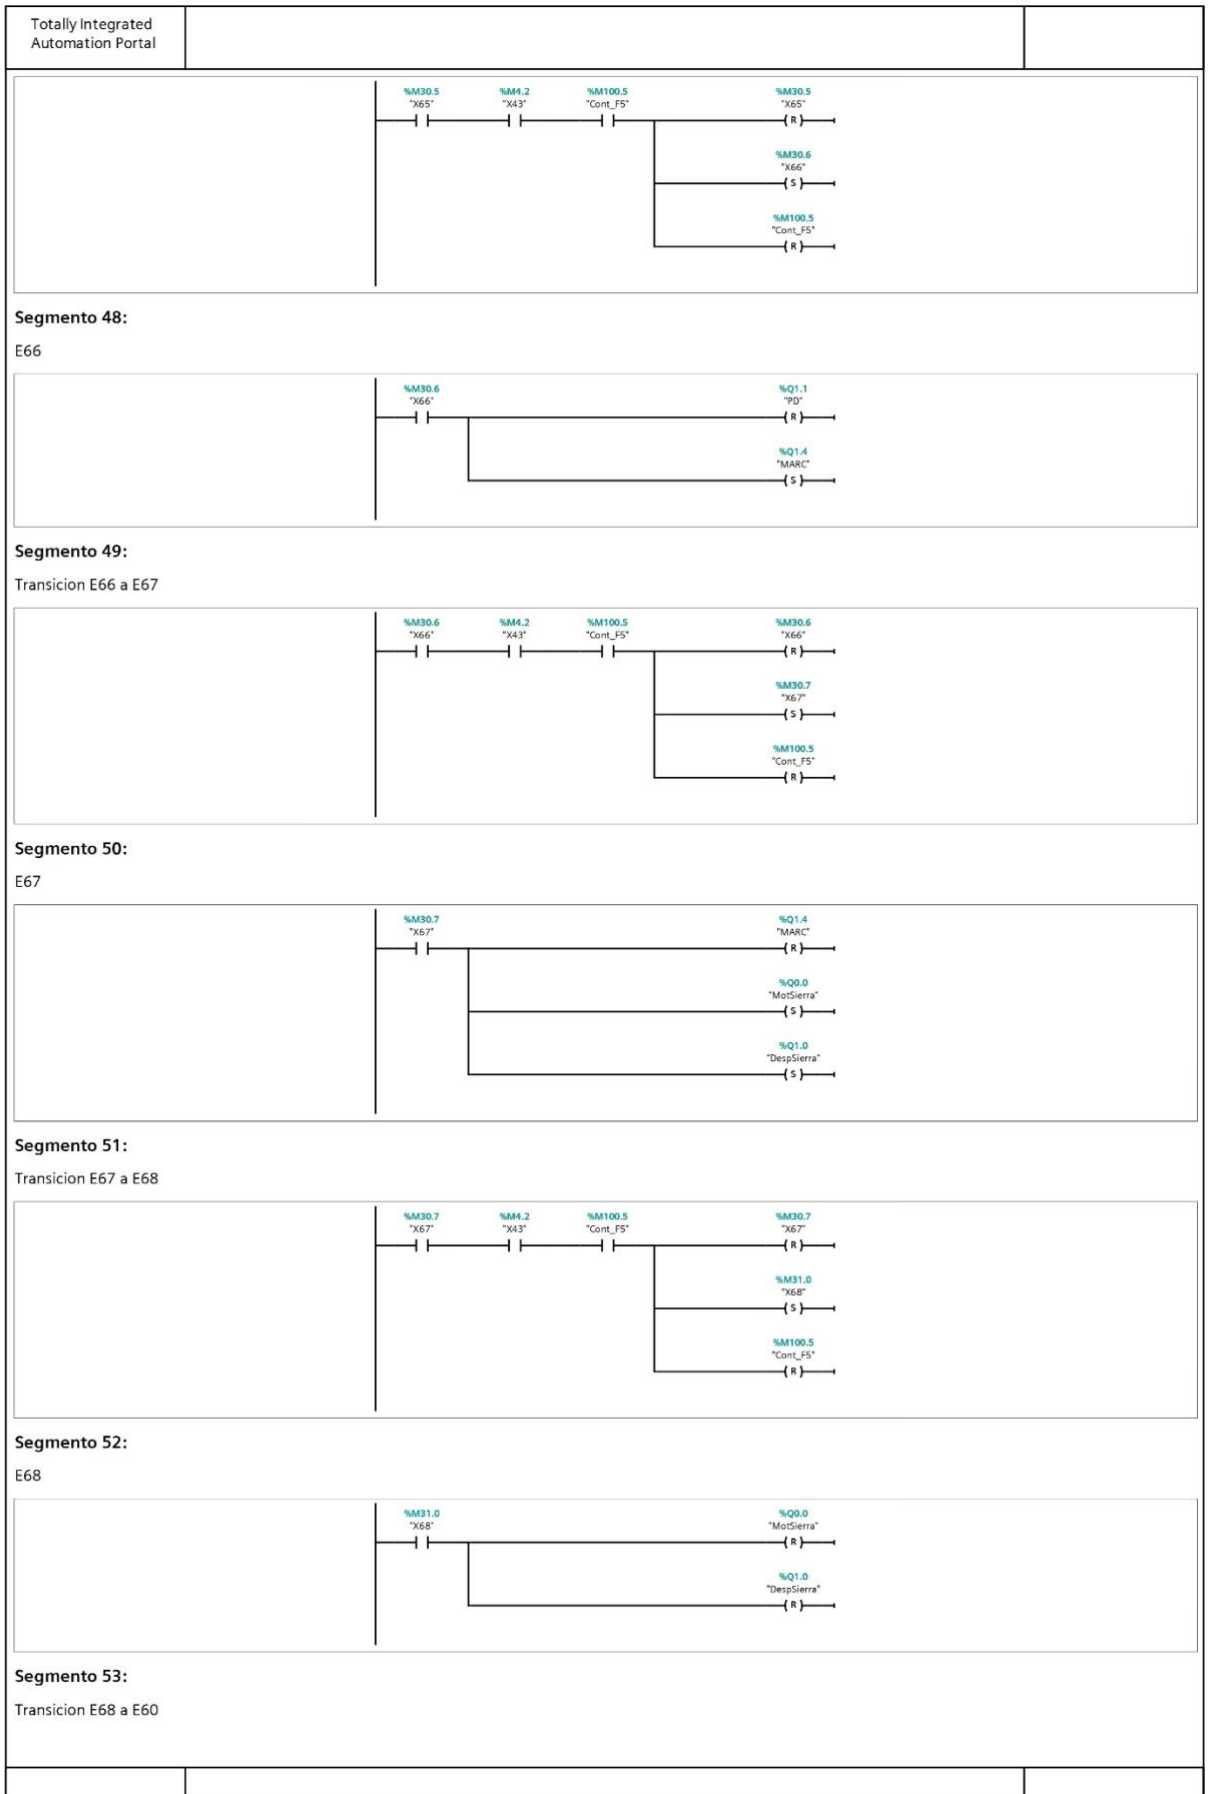 Totally Integrated
Automation Portal
%M30.5 %M4.2 %M100.5 %M30.5
"X65" "X43" "Cont_F5" "X65"
R
%M30.6
"X66"
S
%M100.5
"Cont_F5"
R
Segmento 48:
E66
%M30.6 %Q1.1
"X66" "PD"
R
%Q1.4
"MARC"
S
Segmento 49:
Transicion E66 a E67
%M30.6 %M4.2 %M100.5 %M30.6
"X66" "X43" "Cont_F5" "X66"
R
%M30.7
"X67"
S
%M100.5
"Cont_F5"
R
Segmento 50:
E67
%M30.7 %Q1.4
"X67" "MARC"
R
%Q0.0
"MotSierra"
S
%Q1.0
"DespSierra"
S
Segmento 51:
Transicion E67 a E68
%M30.7 %M4.2 %M100.5 %M30.7
"X67" "X43" "Cont_F5" "X67"
R
%M31.0
"X68"
S
%M100.5
"Cont_F5"
R
Segmento 52:
E68
%M31.0 %Q0.0
"X68" "MotSierra"
R
%Q1.0
"DespSierra"
R
Segmento 53:
Transicion E68 a E60